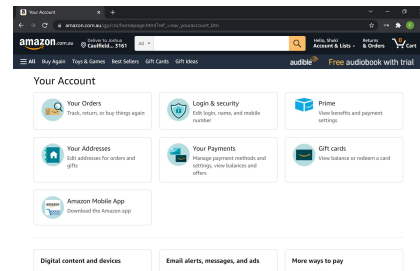 Your Account
amazon.com.au/gp/css/homepage.html?ref_=nav_youraccount_btn
amazon.com.au
Deliver to Joshua
Caulfield... 3161
All
Hello, Shuki
Account & Lists
Returns
& Orders
0
Cart
All Buy Again Toys & Games Best Sellers Gift Cards Gift Ideas
audible Free audiobook with trial
Your Account
Your Orders
Track, return, or buy things again
Login & security
Edit login, name, and mobile
number
Prime
View benefits and payment
settings
Your Addresses
Edit addresses for orders and
gifts
Your Payments
Manage payment methods and
settings, view balances and
offers
Gift cards
View balance or redeem a card
Amazon Mobile App
Download the Amazon app
Digital content and devices
Email alerts, messages, and ads
More ways to pay